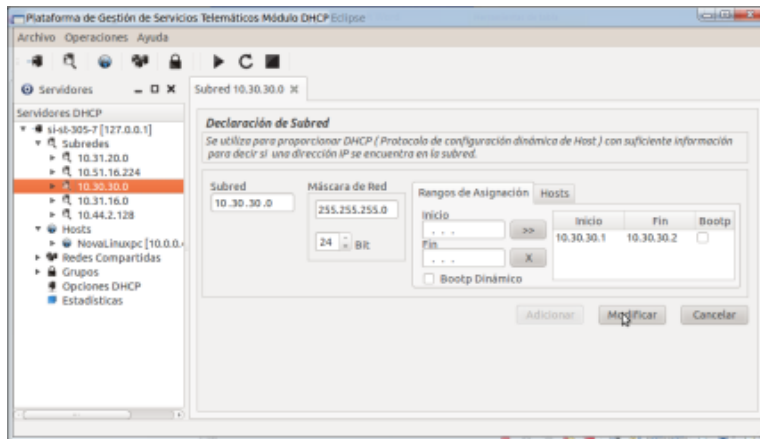 Plataforma de Gestión de Servicios Telemáticos Módulo DHCP Eclipse
Archivo Operaciones Ayuda
Servidores
Subred 10.30.30.0
Servidores DHCP
si-st-305-7 [127.0.0.1]
Subredes
10.31.20.0
10.51.16.224
10.30.30.0
10.31.16.0
10.44.2.128
Hosts
NovaLinuxpc [10.0.0.
Redes Compartidas
Grupos
Opciones DHCP
Estadísticas
Declaración de Subred
Se utiliza para proporcionar DHCP ( Protocolo de configuración dinámica de Host ) con suficiente información
para decir si una dirección IP se encuentra en la subred.
Subred
10 .30.30 .0
Máscara de Red
255.255.255.0
24 Bit
Rangos de Asignación Hosts
Inicio
. . .
>>
Fin
. . .
X
Bootp Dinámico
Inicio Fin Bootp
10.30.30.1 10.30.30.2
Adicionar Modificar Cancelar